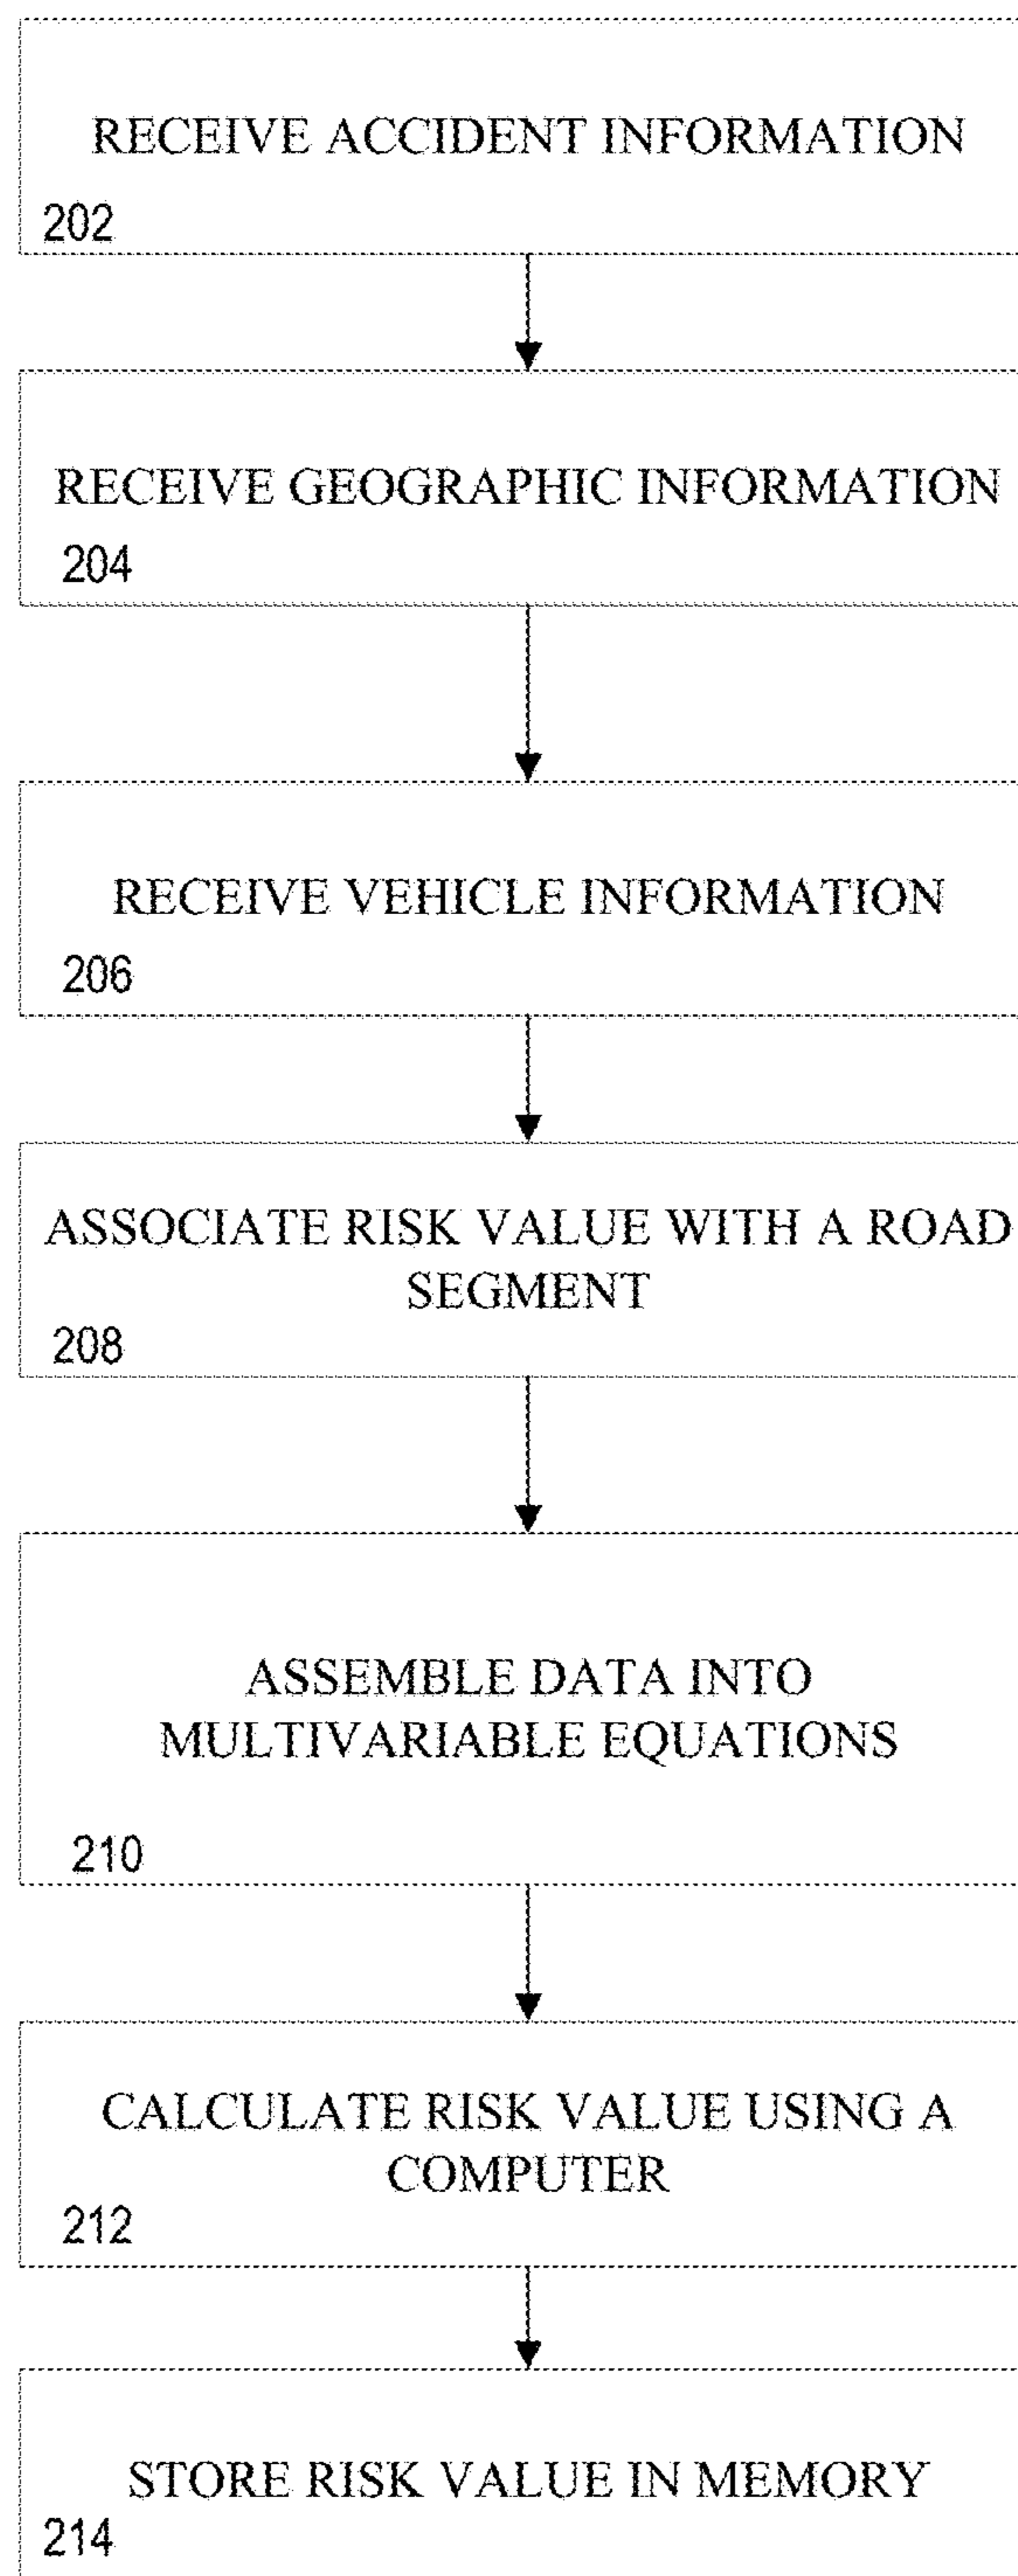 RECEIVE ACCIDENT INFORMATION
202
RECEIVE GEOGRAPHIC INFORMATION
204
RECEIVE VEHICLE INFORMATION
206
ASSOCIATE RISK VALUE WITH A ROAD
SEGMENT
208
ASSEMBLE DATA INTO
MULTIVARIABLE EQUATIONS
210
CALCULATE RISK VALUE USING A
COMPUTER
212
STORE RISK VALUE IN MEMORY
214